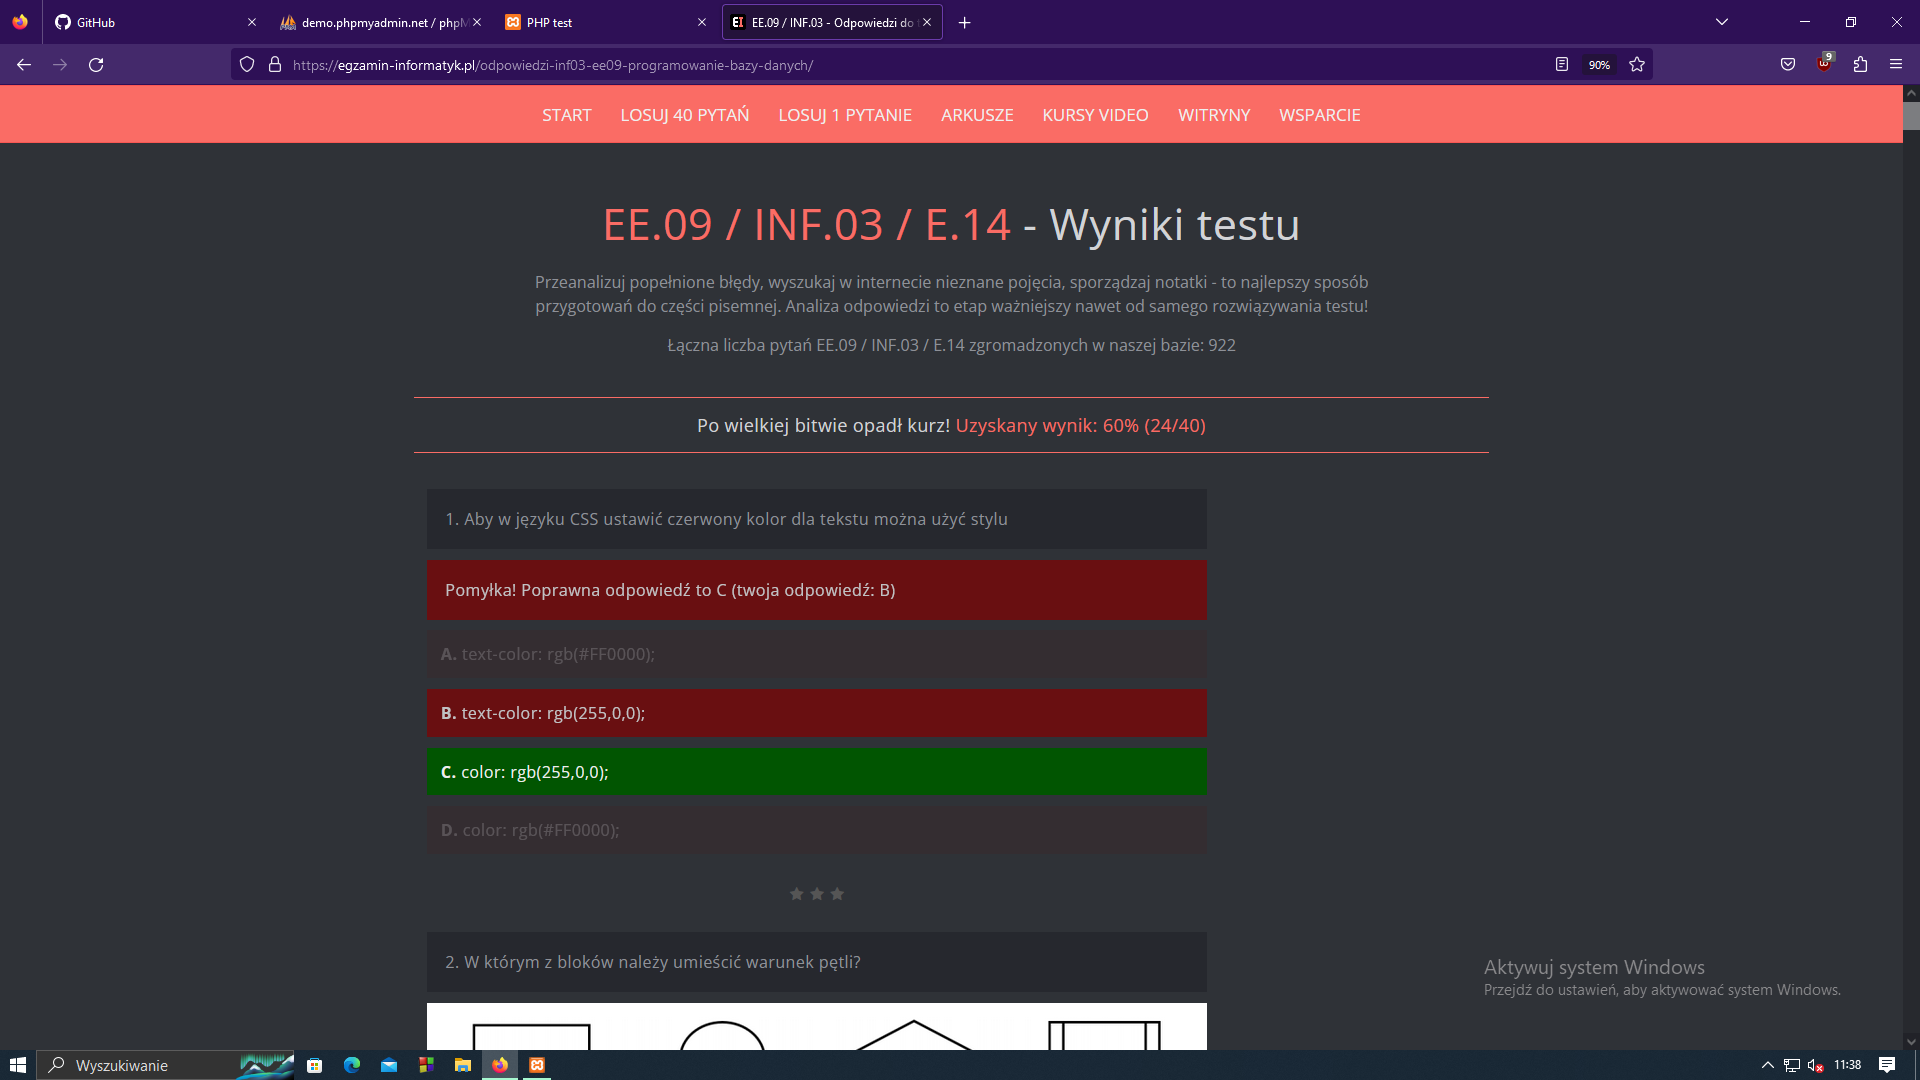 GitHub
demo.phpmyadmin.net / phpM
PHP test
EE.09 / INF.03 - Odpowiedzi do t
https://egzamin-informatyk.pl/odpowiedzi-inf03-ee09-programowanie-bazy-danych/
90%
9
START LOSUJ 40 PYTAŃ LOSUJ 1 PYTANIE ARKUSZE KURSY VIDEO WITRYNY WSPARCIE
EE.09 / INF.03 / E.14 - Wyniki testu
Przeanalizuj popełnione błędy, wyszukaj w internecie nieznane pojęcia, sporządzaj notatki - to najlepszy sposób
przygotowań do części pisemnej. Analiza odpowiedzi to etap ważniejszy nawet od samego rozwiązywania testu!
Łączna liczba pytań EE.09 / INF.03 / E.14 zgromadzonych w naszej bazie: 922
Po wielkiej bitwie opadł kurz! Uzyskany wynik: 60% (24/40)
1. Aby w języku CSS ustawić czerwony kolor dla tekstu można użyć stylu
Pomyłka! Poprawna odpowiedź to C (twoja odpowiedź: B)
A. text-color: rgb(#FF0000);
B. text-color: rgb(255,0,0);
C. color: rgb(255,0,0);
D. color: rgb(#FF0000);
2. W którym z bloków należy umieścić warunek pętli?
Aktywuj system Windows
Przejdź do ustawień, aby aktywować system Windows.
Wyszukiwanie
11:38